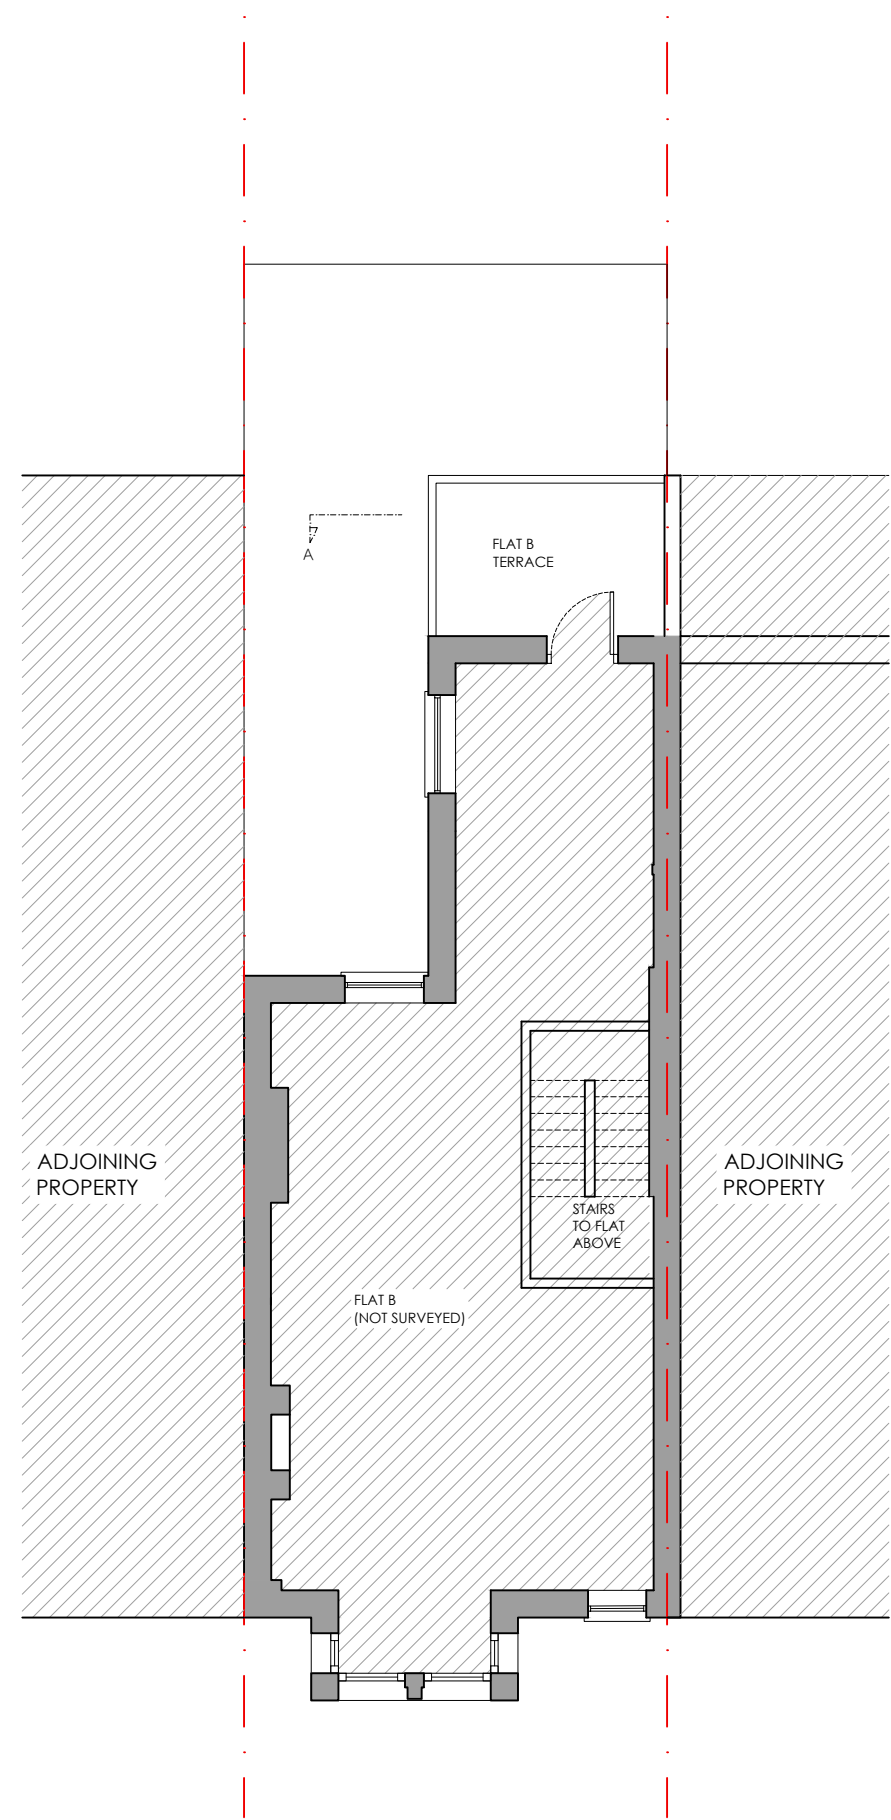 FLAT B
TERRACE
A
ADJOINING
PROPERTY
ADJOINING
PROPERTY
STAIRS
TO FLAT
ABOVE
FLAT B
(NOT SURVEYED)